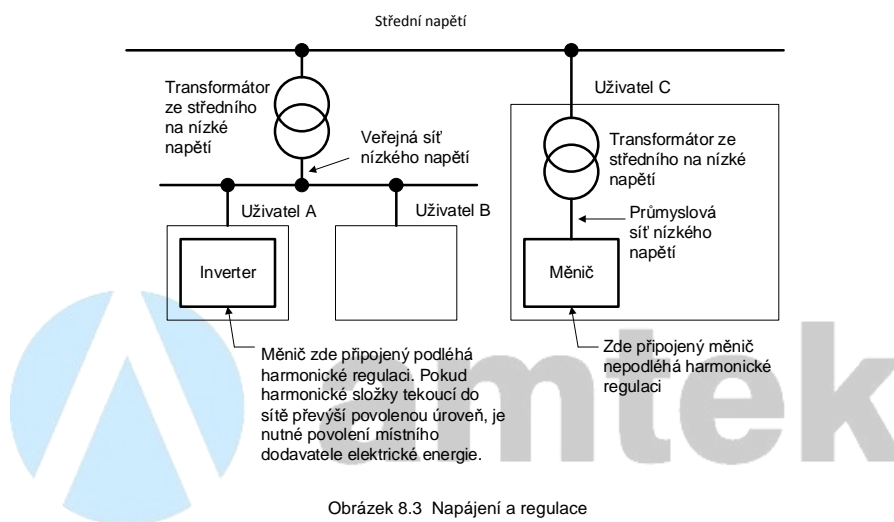 Střední napětí
Transformátor
ze středního
na nízké
napětí
Veřejná síť
nízkého napětí
Uživatel C
Transformátor ze
středního na nízké
napětí
Průmyslová
síť nízkého
napětí
Uživatel A
Uživatel B
Inverter
Měnič
Měnič zde připojený podléhá
harmonické regulaci. Pokud
harmonické složky tekoucí do
sítě převýší povolenou úroveň, je
nutné povolení místního
dodavatele elektrické energie.
Zde připojený měnič
nepodléhá harmonické
regulaci
amtek
Obrázek 8.3 Napájení a regulace